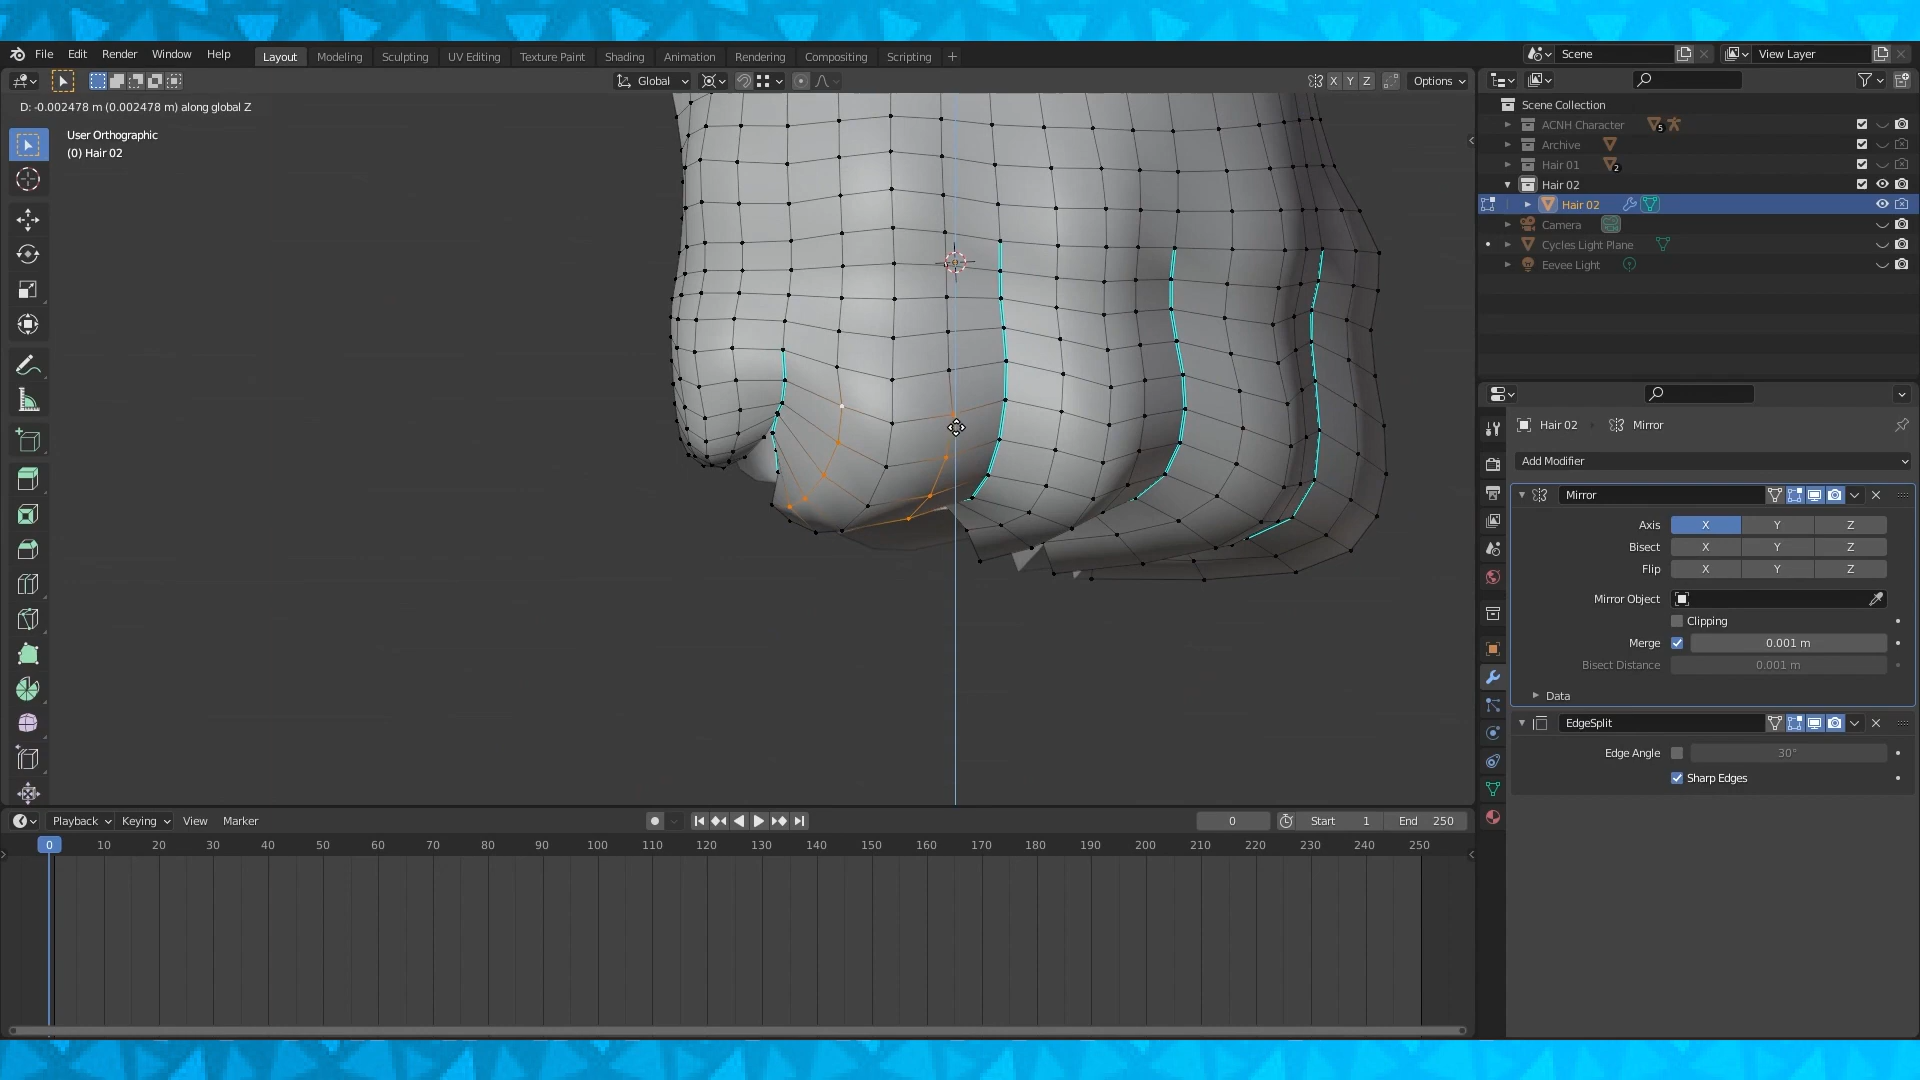 File Edit Render Window Help Layout Modeling Sculpting UV Editing Texture Paint Shading Animation Rendering Compositing Scripting + Scene View Layer
Global X Y Z Options
D: -0.002478 m (0.002478 m) along global Z
User Orthographic
(0) Hair 02
Scene Collection
ACNH Character 5
Archive
Hair 01 2
Hair 02
Hair 02
Camera
Cycles Light Plane
Eevee Light
Hair 02 Mirror
Add Modifier
Mirror
Axis X Y Z
Bisect X Y Z
Flip X Y Z
Mirror Object
Clipping
Merge 0.001 m
Bisect Distance 0.001 m
Data
EdgeSplit
Edge Angle 30°
Sharp Edges
Playback Keying View Marker 0 Start 1 End 250
0 10 20 30 40 50 60 70 80 90 100 110 120 130 140 150 160 170 180 190 200 210 220 230 240 250